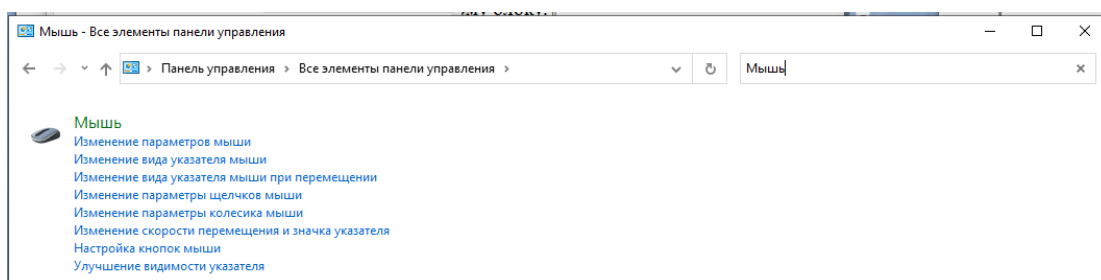 Мышь - Все элементы панели управления
Панель управления > Все элементы панели управления >
Мышь
Мышь
Изменение параметров мыши
Изменение вида указателя мыши
Изменение вида указателя мыши при перемещении
Изменение параметры щелчков мыши
Изменение параметры колесика мыши
Изменение скорости перемещения и значка указателя
Настройка кнопок мыши
Улучшение видимости указателя